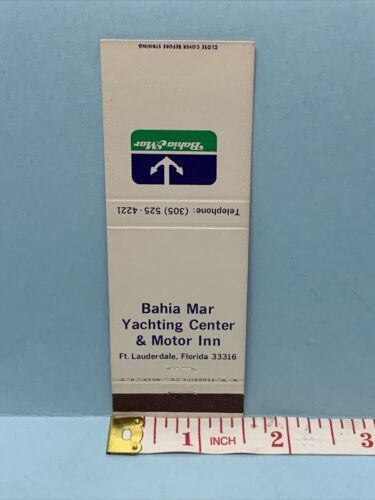 CLOSE COVER BEFORE STRIKING
Bahia Mar
Telephone: (305) 525-4221
Bahia Mar
Yachting Center
& Motor Inn
Ft. Lauderdale, Florida 33316
1 INCH 2 3